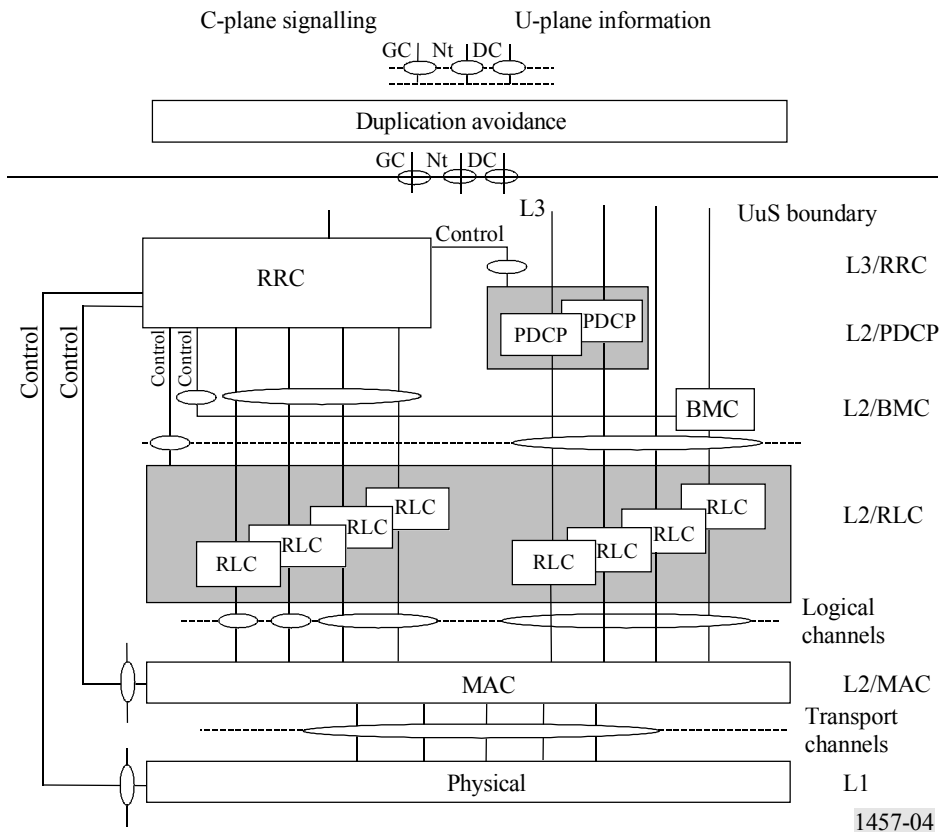 C-plane signalling
U-plane information
GC Nt DC
Duplication avoidance
GC Nt DC
L3
UuS boundary
Control
RRC
L3/RRC
Control
Control
Control
Control
PDCP
PDCP
L2/PDCP
BMC
L2/BMC
RLC
RLC
RLC
RLC
RLC
RLC
RLC
RLC
L2/RLC
Logical
channels
MAC
L2/MAC
Transport
channels
Physical
L1
1457-04